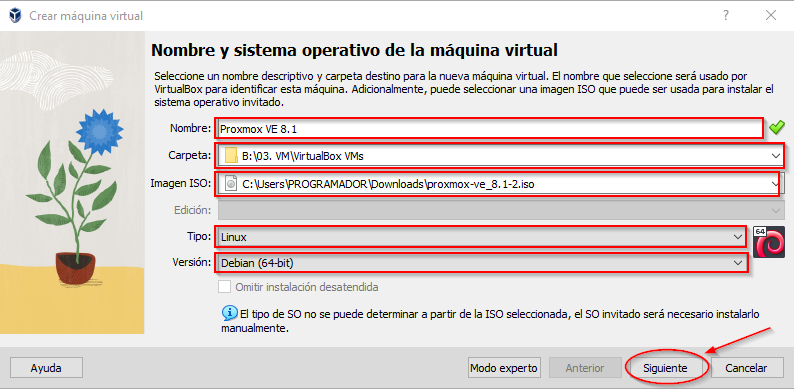 Crear máquina virtual
Nombre y sistema operativo de la máquina virtual
Seleccione un nombre descriptivo y carpeta destino para la nueva máquina virtual. El nombre que seleccione será usado por
VirtualBox para identificar esta máquina. Adicionalmente, puede seleccionar una imagen ISO que puede ser usada para instalar el
sistema operativo invitado.
Nombre: Proxmox VE 8.1
Carpeta: B:\03. VM\VirtualBox VMs
Imagen ISO: C:\Users\PROGRAMADOR\Downloads\proxmox-ve_8.1-2.iso
Edición:
Tipo: Linux
64
Versión: Debian (64-bit)
Omitir instalación desatendida
El tipo de SO no se puede determinar a partir de la ISO seleccionada, el SO invitado será necesario instalarlo
manualmente.
Ayuda Modo experto Anterior Siguiente Cancelar